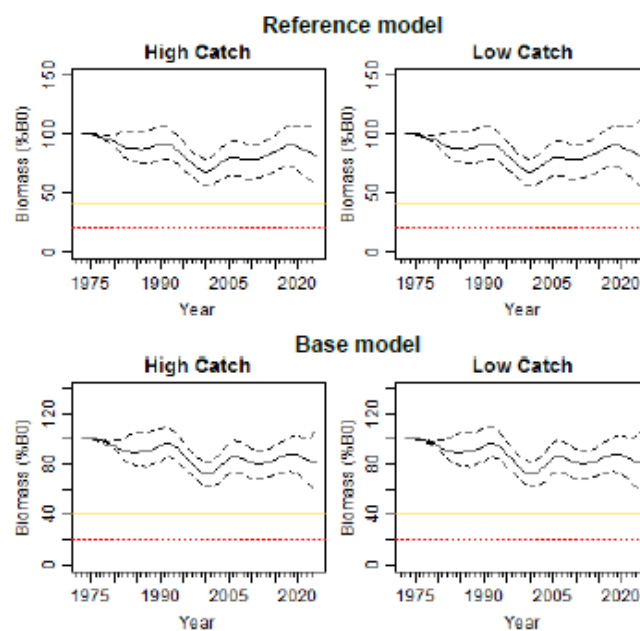 Reference model
High Catch
Low Catch
Biomass (%B0)
150
100
50
0
1975
1990
2005
2020
Year
Biomass (%B0)
150
100
50
0
1975
1990
2005
2020
Year
Base model
High Catch
Low Catch
Biomass (%B0)
120
80
40
0
1975
1990
2005
2020
Year
Biomass (%B0)
120
80
40
0
1975
1990
2005
2020
Year